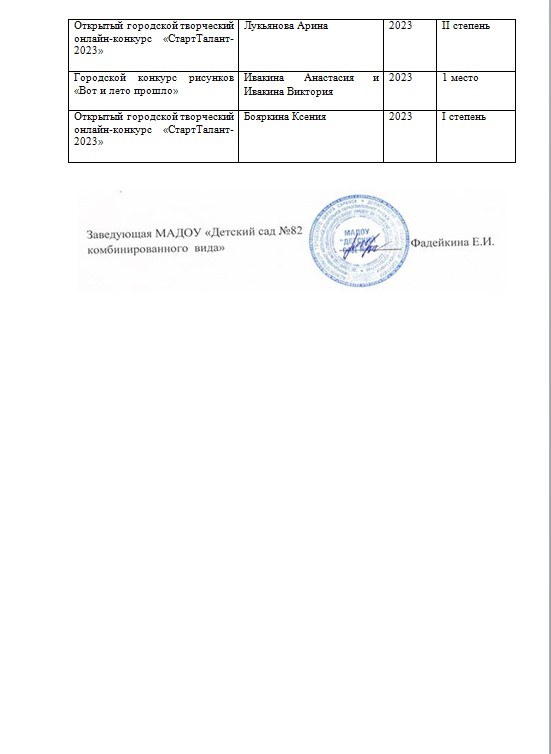 Открытый городской творческий Лукьянова Арина 2023 II степень
онлайн-конкурс «СтартТалант-
2023»
Городской конкурс рисунков Ивакина Анастасия и 2023 1 место
«Вот и лето прошло» Ивакина Виктория
Открытый городской творческий Бояркина Ксения 2023 I степень
онлайн-конкурс «СтартТалант-
2023»
Заведующая МАДОУ «Детский сад №82
комбинированного вида»
МАДОУ
Фадейкина Е.И.